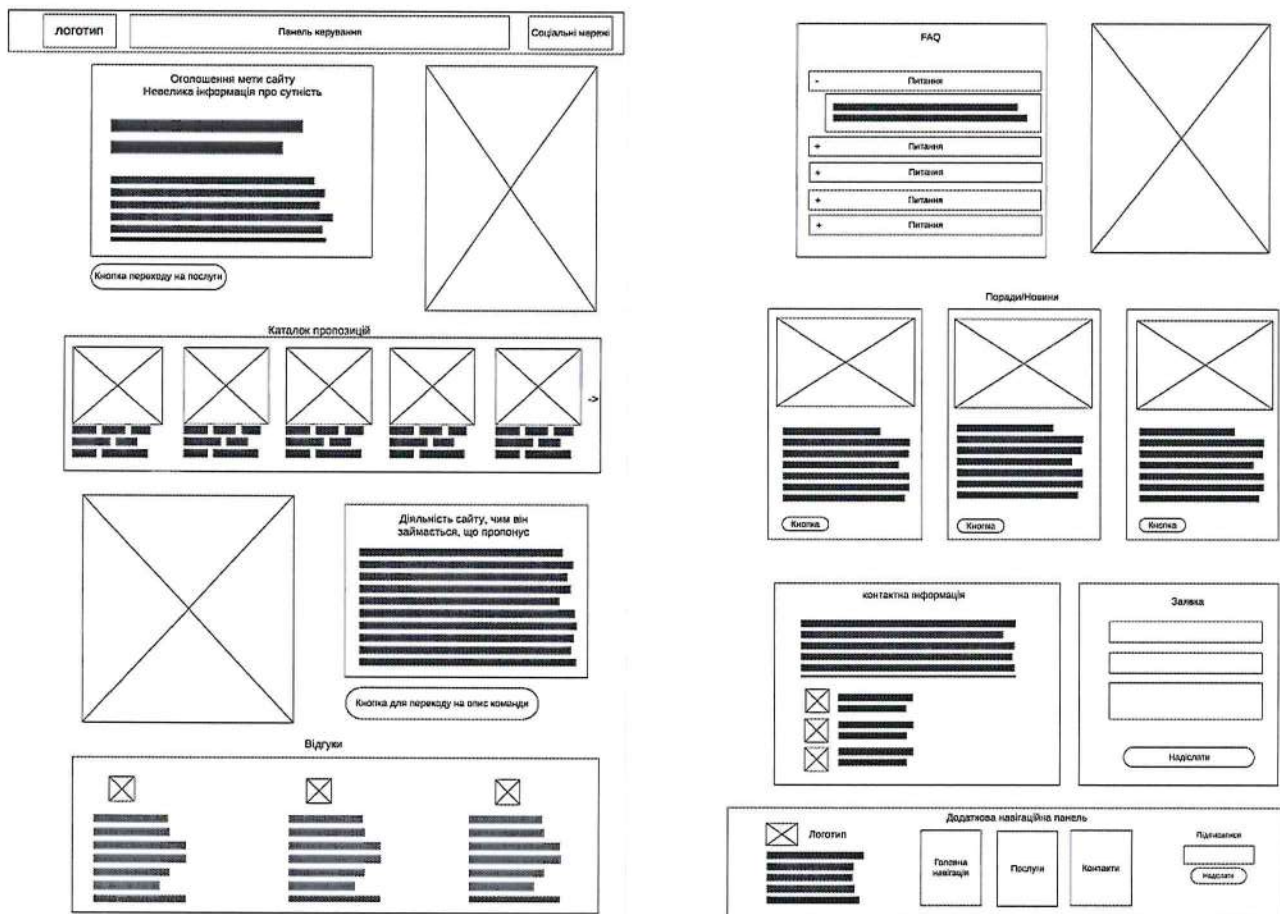 ЛОГОТИП
Панель керування
Соціальні мережі
Оголошення мети сайту
Невелика інформація про сутність
Кнопка переходу на послуги
Каталок пропозицій
->
Діяльність сайту, чим він
займається, що пропонує
Кнопка для переходу на опис команди
Відгуки
FAQ
- Питання
+ Питання
+ Питання
+ Питання
+ Питання
Поради/Новини
Кнопка
Кнопка
Кнопка
контактна інформація
Заявка
Надіслати
Додаткова навігаційна панель
Логотип
Головна
навігація
Послуги
Контакти
Підписатися
Надіслати